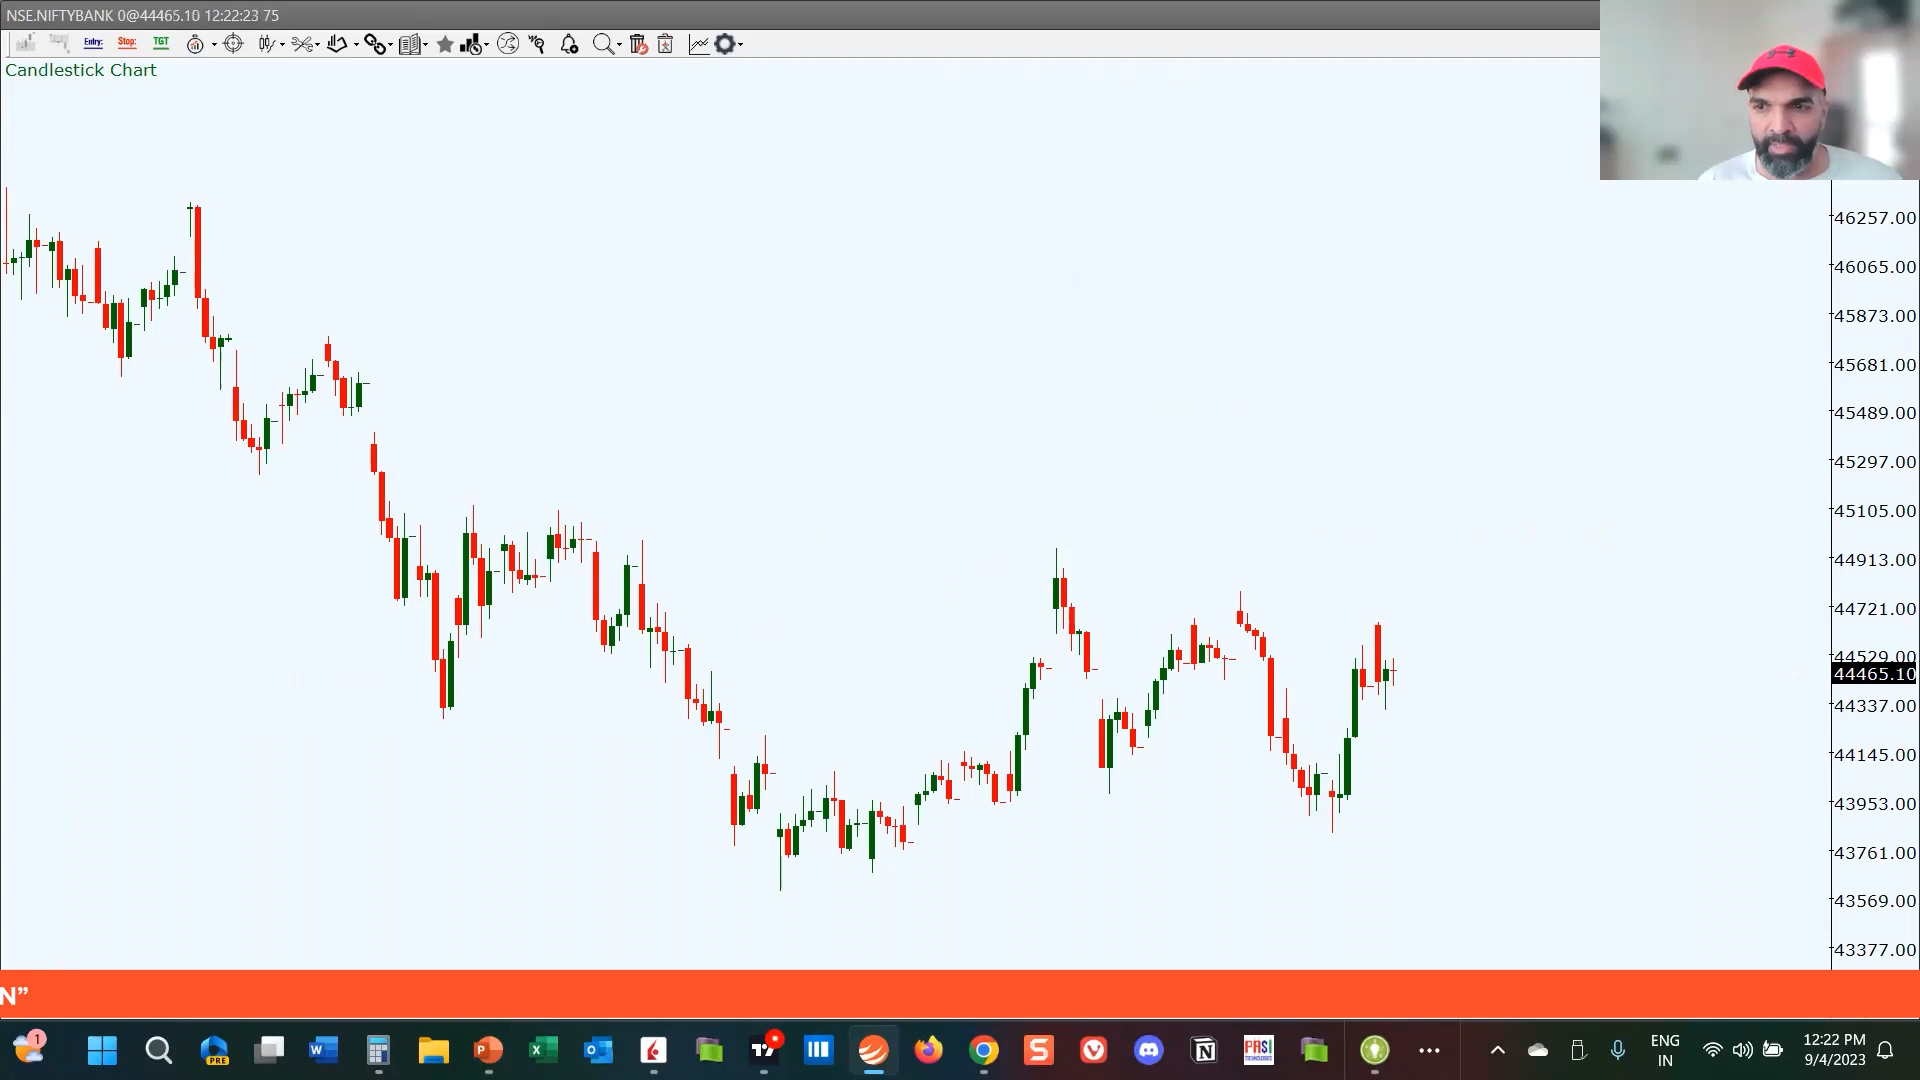 NSE.NIFTYBANK 0@44465.10 12:22:23 75
Entry: Stop: TGT
Candlestick Chart
46257.00
46065.00
45873.00
45681.00
45489.00
45297.00
45105.00
44913.00
44721.00
44529.00
44465.10
44337.00
44145.00
43953.00
43761.00
43569.00
43377.00
N”
1
PRE
ENG
IN
12:22 PM
9/4/2023